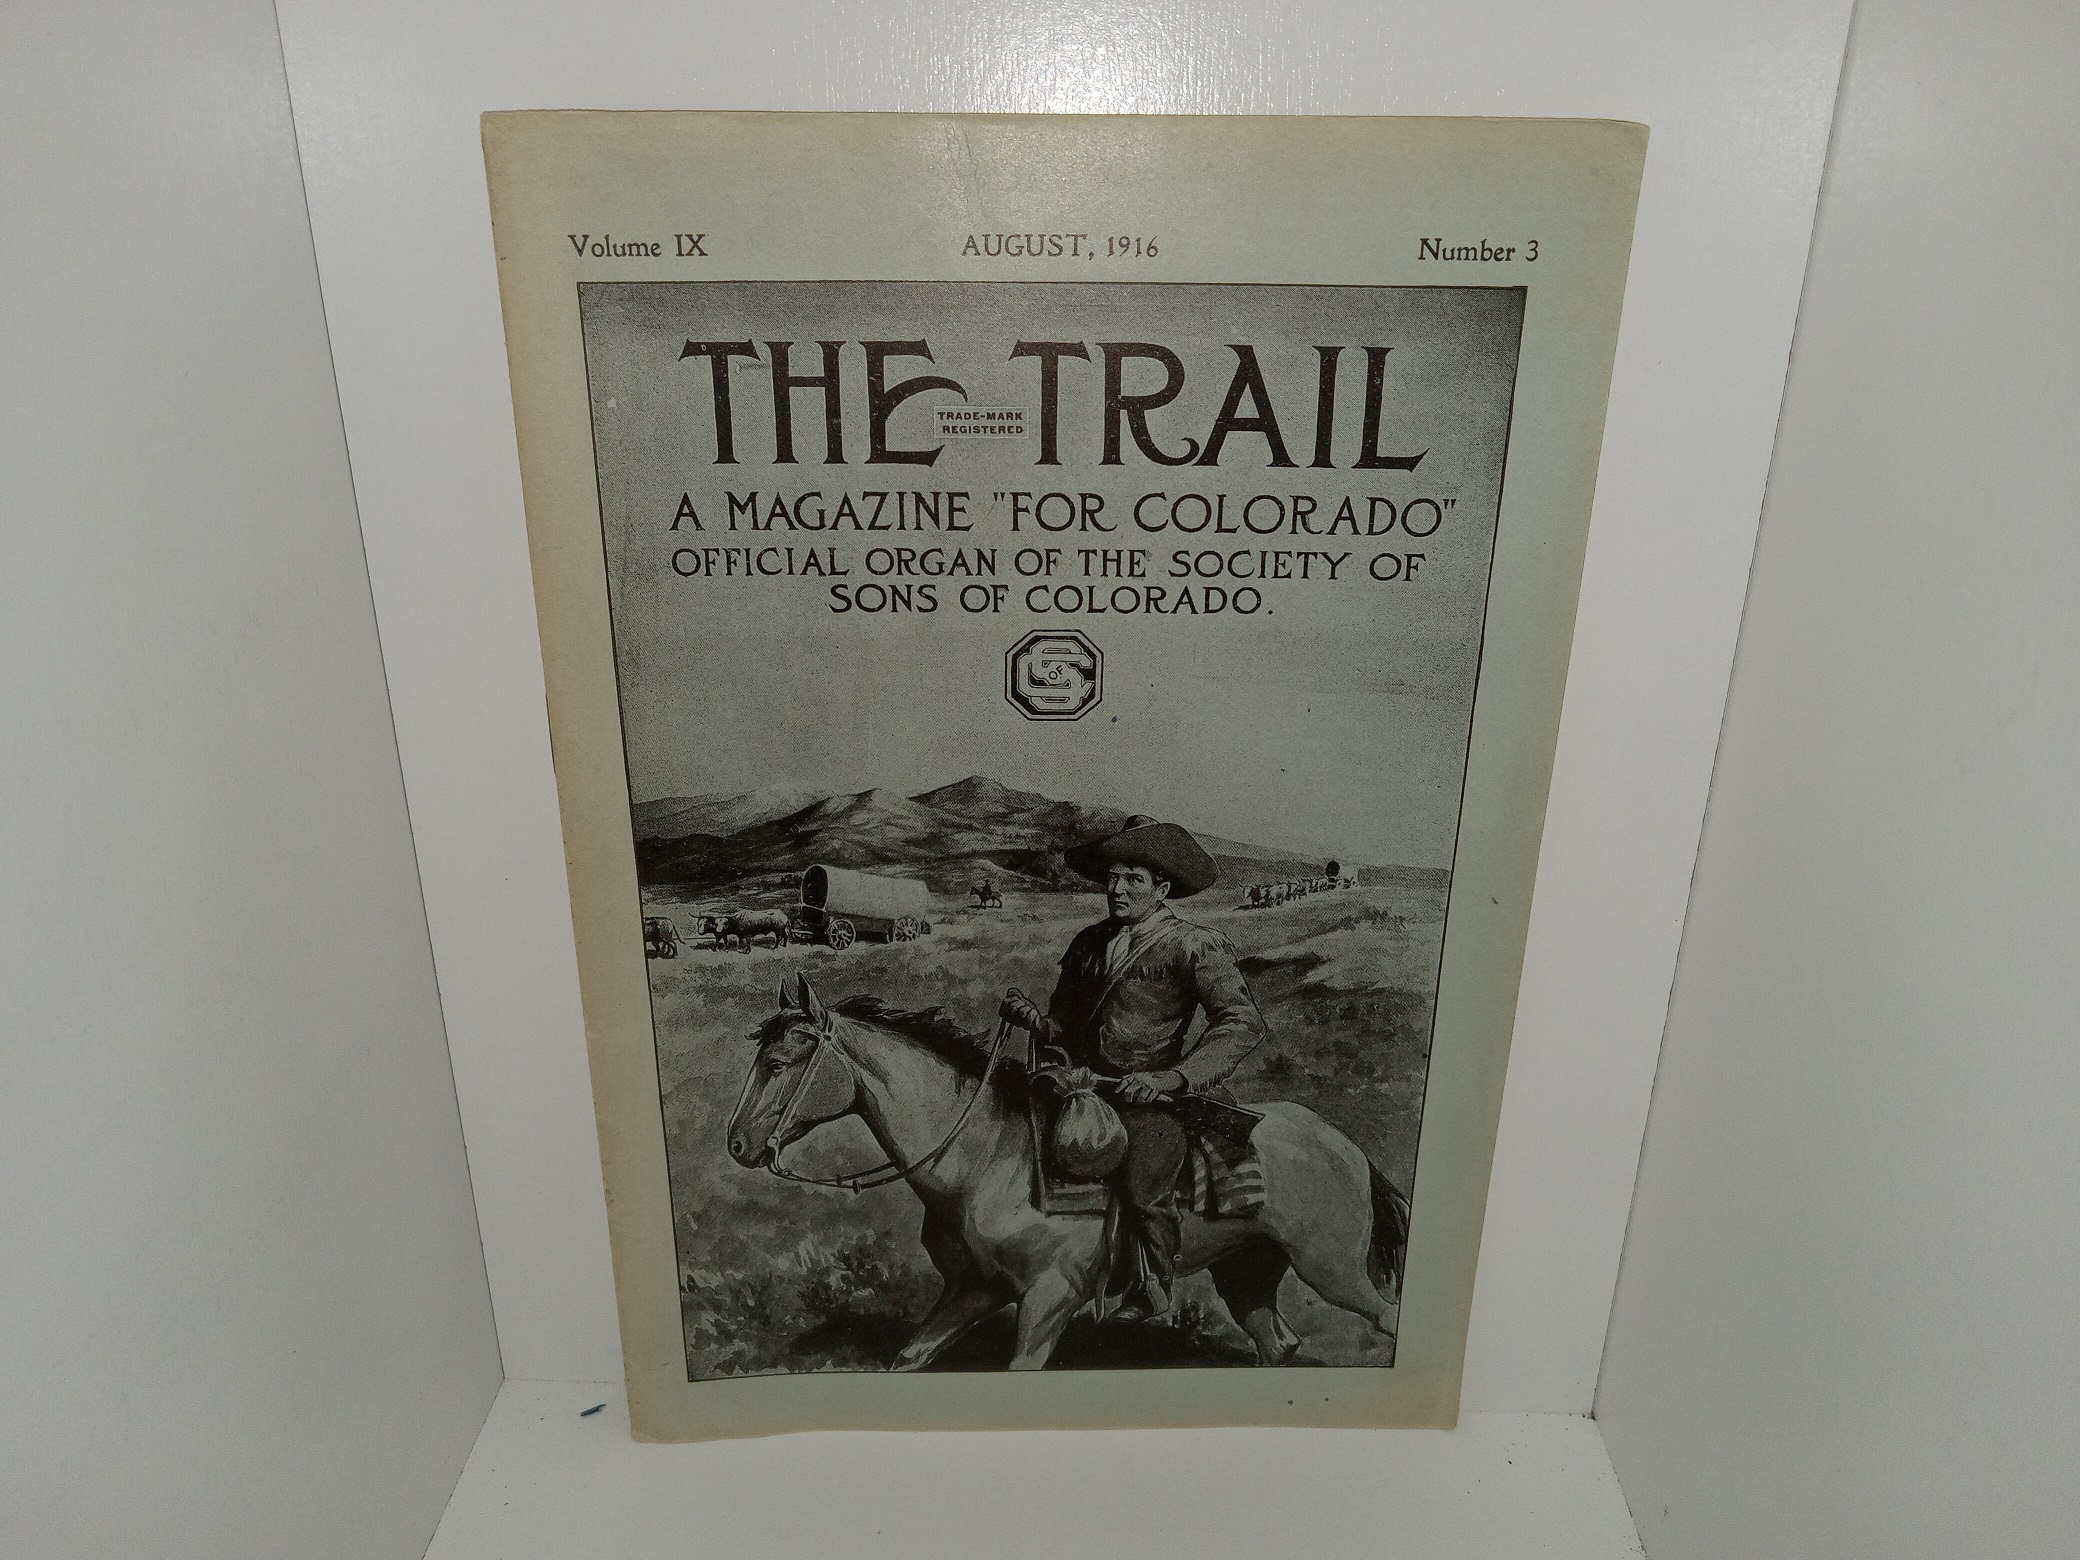 Volume IX AUGUST, 1916 Number 3
THE TRAIL
TRADE-MARK
REGISTERED
A MAGAZINE "FOR COLORADO"
OFFICIAL ORGAN OF THE SOCIETY OF
SONS OF COLORADO.
S OF C